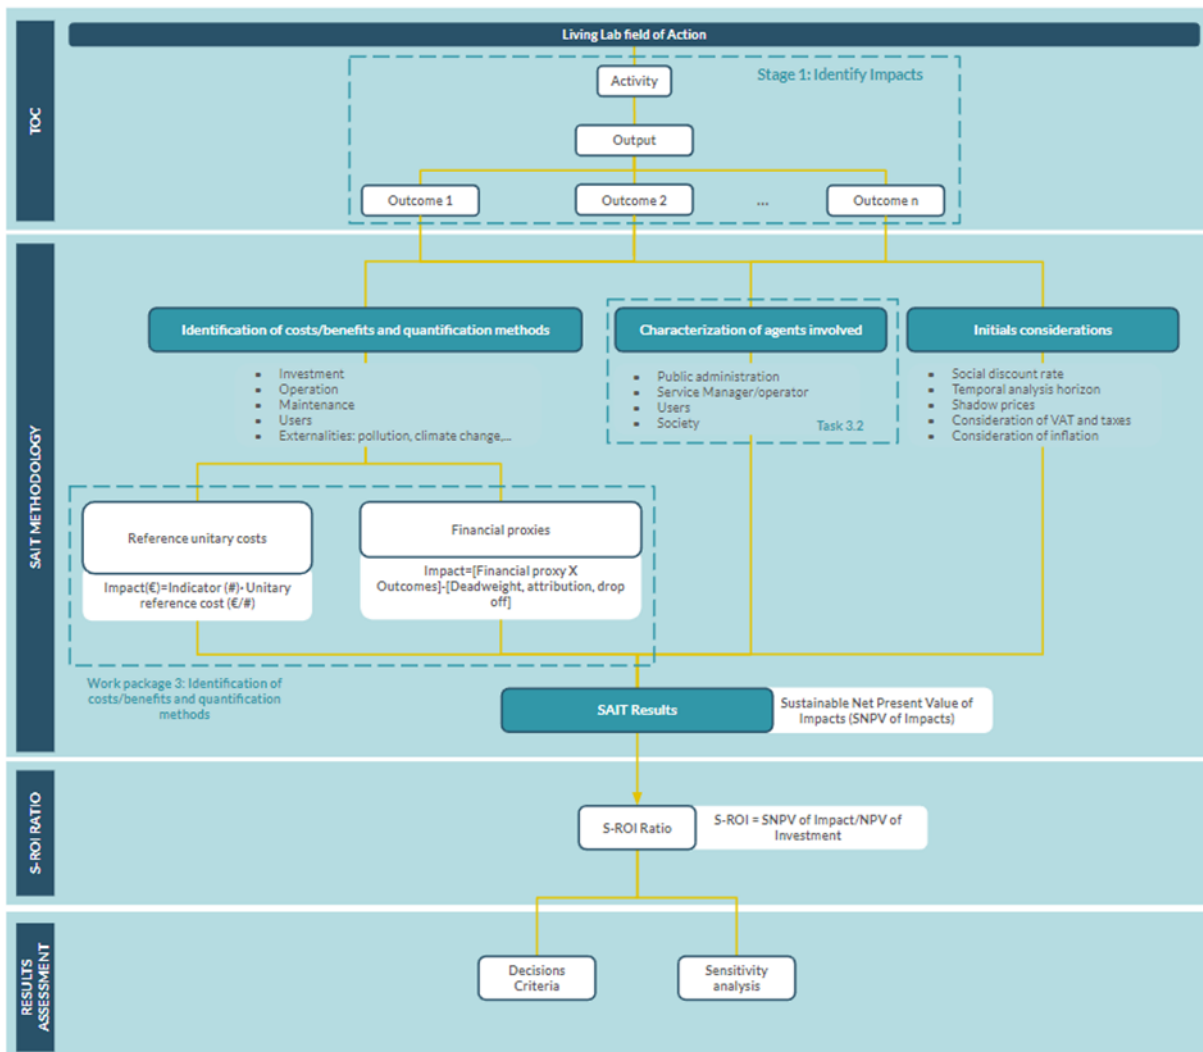 TOC
Living Lab field of Action
Stage 1: Identify Impacts
Activity
Output
Outcome 1
Outcome 2
...
Outcome n
SAIT METHODOLOGY
Identification of costs/benefits and quantification methods
▪ Investment
▪ Operation
▪ Maintenance
▪ Users
▪ Externalities: pollution, climate change,...
Characterization of agents involved
▪ Public administration
▪ Service Manager/operator
▪ Users
▪ Society
Task 3.2
Initials considerations
▪ Social discount rate
▪ Temporal analysis horizon
▪ Shadow prices
▪ Consideration of VAT and taxes
▪ Consideration of inflation
Reference unitary costs
Impact(€)=Indicator (#)· Unitary
reference cost (€/#)
Financial proxies
Impact=[Financial proxy X
Outcomes]-[Deadweight, attribution, drop
off]
Work package 3: Identification of
costs/benefits and quantification
methods
SAIT Results
Sustainable Net Present Value of
Impacts (SNPV of Impacts)
S-ROI RATIO
S-ROI Ratio
S-ROI = SNPV of Impact/NPV of
Investment
RESULTS
ASSESSMENT
Decisions
Criteria
Sensitivity
analysis